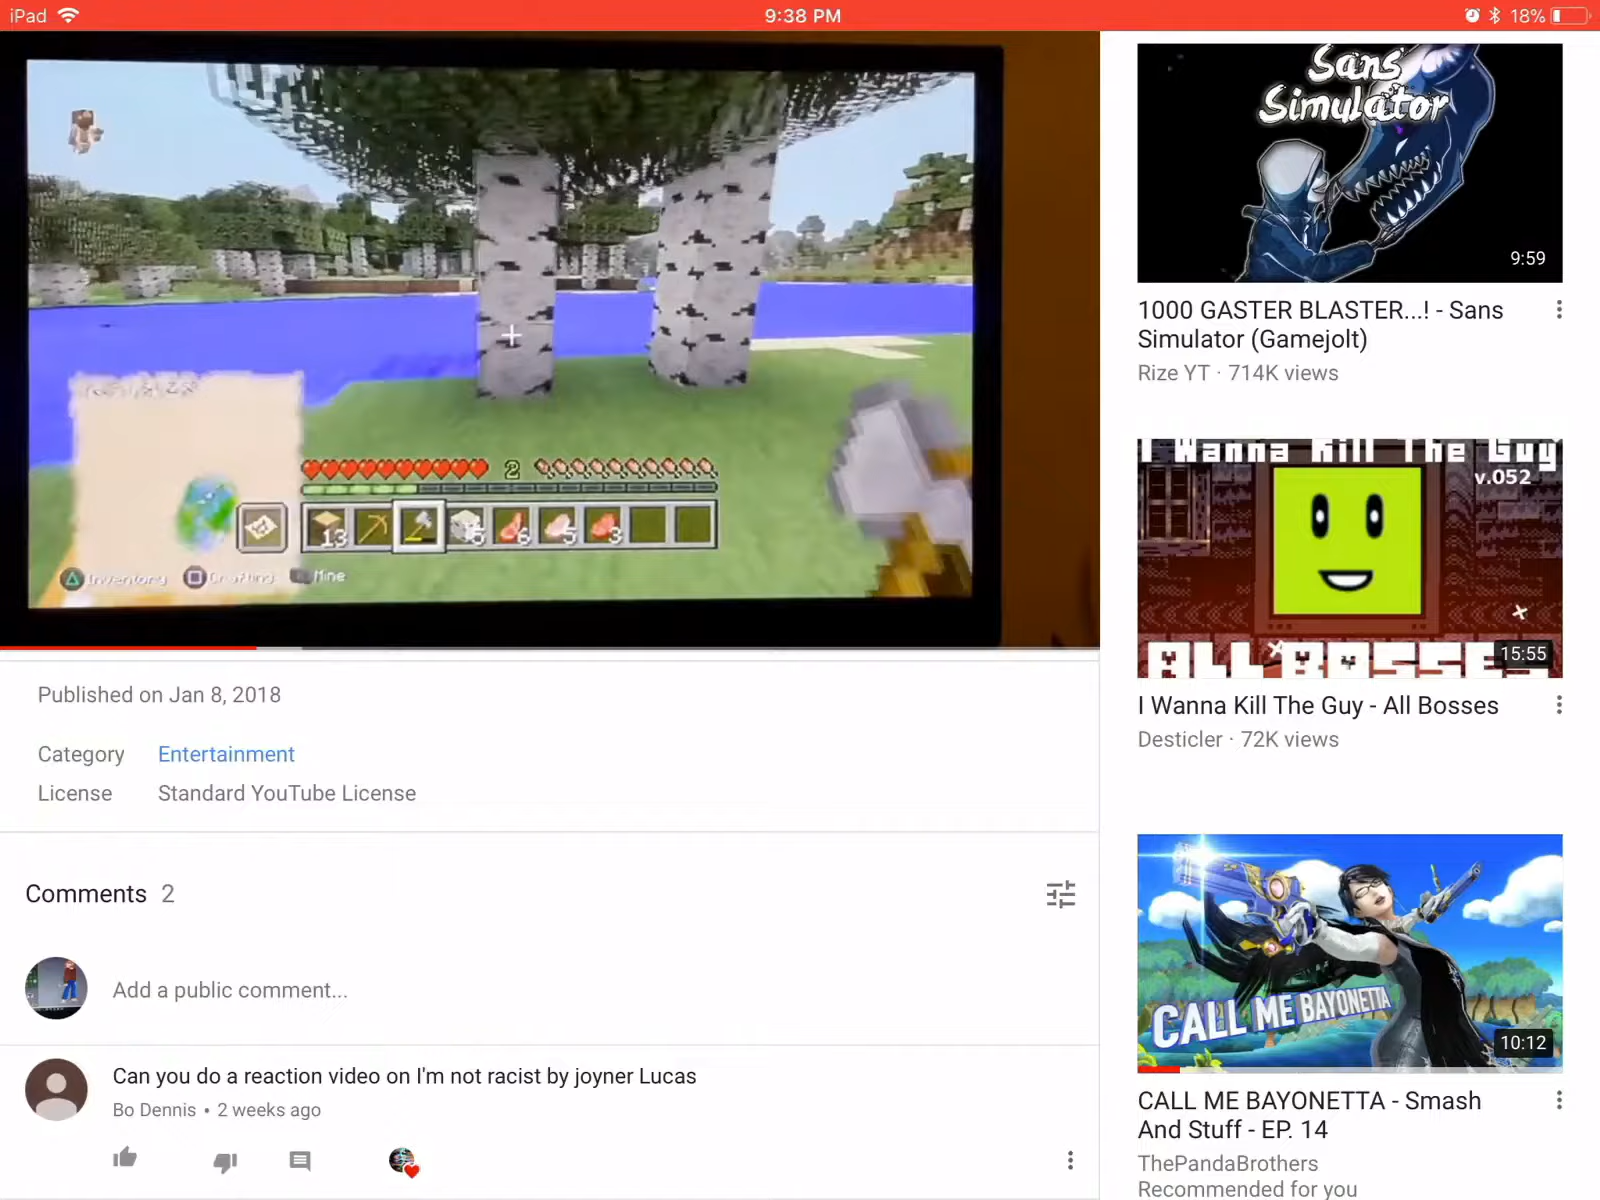 iPad
9:38 PM
18%
2
13
5
6
5
3
Inventory
Crafting
Mine
Published on Jan 8, 2018
Category Entertainment
License Standard YouTube License
Comments 2
Add a public comment...
Can you do a reaction video on I'm not racist by joyner Lucas
Bo Dennis • 2 weeks ago
Sans
Simulator
9:59
1000 GASTER BLASTER...! - Sans
Simulator (Gamejolt)
Rize YT · 714K views
I Wanna Kill The Guy
v.052
ALL BOSSES
15:55
I Wanna Kill The Guy - All Bosses
Desticler · 72K views
CALL ME BAYONETTA
10:12
CALL ME BAYONETTA - Smash
And Stuff - EP. 14
ThePandaBrothers
Recommended for you